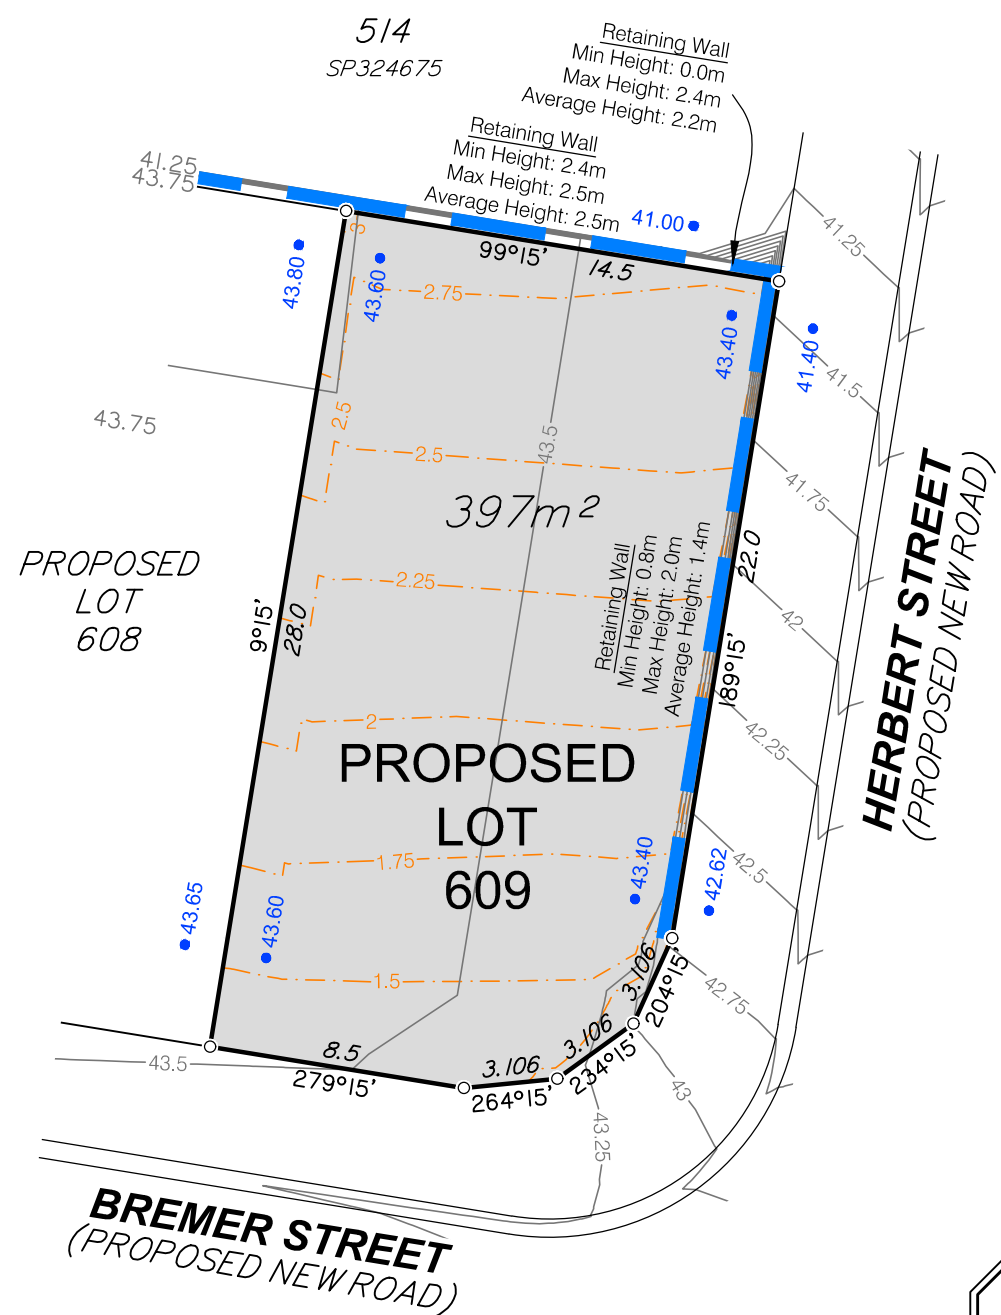 514
SP324675
Retaining Wall
Min Height: 0.0m
Max Height: 2.4m
Average Height: 2.2m
Retaining Wall
Min Height: 2.4m
Max Height: 2.5m
Average Height: 2.5m
41.25
43.75
41.00
99°15'
14.5
3
43.80
43.60
2.75
43.40
41.40
41.25
41.5
43.75
2.5
2.5
43.5
41.75
397m²
PROPOSED
LOT
608
9°15'
28.0
2.25
Retaining Wall
Min Height: 0.8m
Max Height: 2.0m
Average Height: 1.4m
22.0
189°15'
42
42.25
HERBERT STREET
(PROPOSED NEW ROAD)
2
PROPOSED
LOT
609
1.75
43.40
42.62
42.5
43.65
43.60
1.5
42.75
3.106
204°15'
3.106
234°15'
3.106
264°15'
8.5
279°15'
43.5
43
43.25
BREMER STREET
(PROPOSED NEW ROAD)